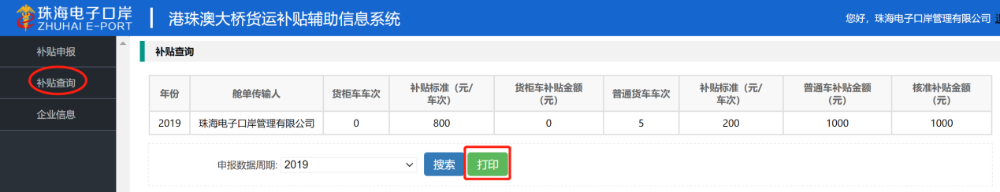 珠海电子口岸
ZHUHAI E-PORT
港珠澳大桥货运补贴辅助信息系统
您好，珠海电子口岸管理有限公司
补贴申报
补贴查询
企业信息
补贴查询
年份 舱单传输人 货柜车车次 补贴标准（元/车次） 货柜车补贴金额（元） 普通货车车次 补贴标准（元/车次） 普通车补贴金额（元） 核准补贴金额（元）
2019 珠海电子口岸管理有限公司 0 800 0 5 200 1000 1000
申报数据周期: 2019 搜索 打印